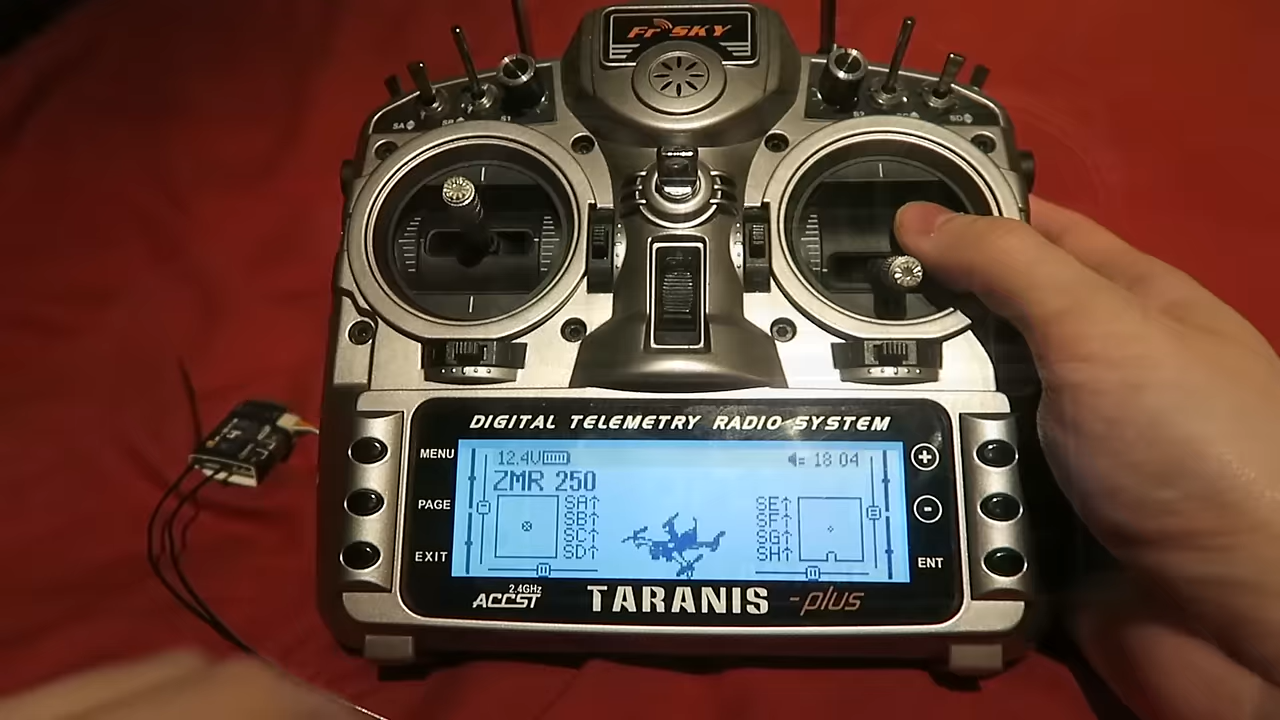 FrSKY
SA SB S1
S2 SD
DIGITAL TELEMETRY RADIO SYSTEM
MENU
PAGE
EXIT
12.4V 18 04
ZMR 250
SA↑
SB↑
SC↑
SD↑
SE↑
SF↑
SG↑
SH↑
+
-
ENT
2.4GHz
ACCST TARANIS -plus